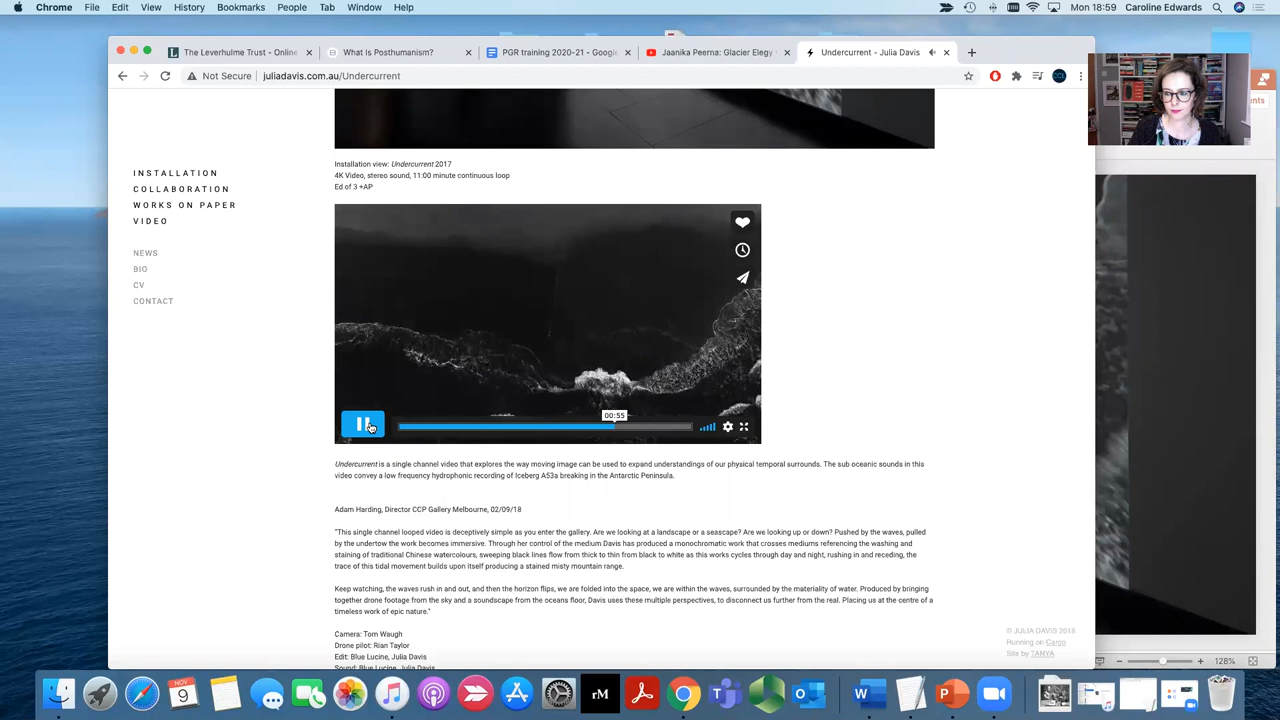 Chrome File Edit View History Bookmarks People Tab Window Help Mon 18:59 Caroline Edwards
The Leverhulme Trust - Online What Is Posthumanism? PGR training 2020-21 - Google Jaanika Peerna: Glacier Elegy Undercurrent - Julia Davis
Not Secure juliadavis.com.au/Undercurrent
INSTALLATION
COLLABORATION
WORKS ON PAPER
VIDEO
NEWS
BIO
CV
CONTACT
Installation view: Undercurrent 2017
4K Video, stereo sound, 11:00 minute continuous loop
Ed of 3 +AP
00:55
Undercurrent is a single channel video that explores the way moving image can be used to expand understandings of our physical temporal surrounds. The sub oceanic sounds in this
video convey a low frequency hydrophonic recording of Iceberg A53a breaking in the Antarctic Peninsula.
Adam Harding, Director CCP Gallery Melbourne, 02/09/18
"This single channel looped video is deceptively simple as you enter the gallery. Are we looking at a landscape or a seascape? Are we looking up or down? Pushed by the waves, pulled
by the undertow the work becomes immersive. Through her control of the medium Davis has produced a monochromatic work that crosses mediums referencing the washing and
staining of traditional Chinese watercolours, sweeping black lines flow from thick to thin from black to white as this works cycles through day and night, rushing in and receding, the
trace of this tidal movement builds upon itself producing a stained misty mountain range.
Keep watching, the waves rush in and out, and then the horizon flips, we are folded into the space, we are within the waves, surrounded by the materiality of water. Produced by bringing
together drone footage from the sky and a soundscape from the oceans floor, Davis uses these multiple perspectives, to disconnect us further from the real. Placing us at the centre of a
timeless work of epic nature."
Camera: Tom Waugh
Drone pilot: Rian Taylor
Edit: Blue Lucine, Julia Davis
Sound: Blue Lucine, Julia Davis
© JULIA DAVIS 2018
Running on Cargo
Site by TANYA
128%
NOV
9
rM